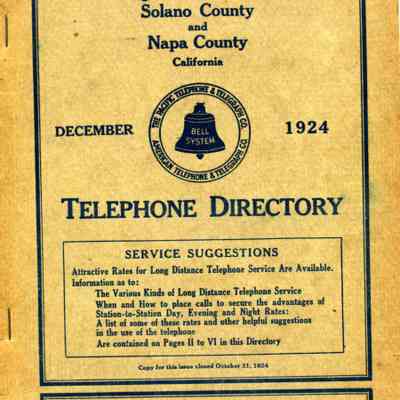 Solano County
and
Napa County
California
DECEMBER 1924
THE PACIFIC TELEPHONE & TELEGRAPH CO.
BELL
SYSTEM
AMERICAN TELEPHONE & TELEGRAPH CO.
TELEPHONE DIRECTORY
SERVICE SUGGESTIONS
Attractive Rates for Long Distance Telephone Service Are Available.
Information as to:
The Various Kinds of Long Distance Telephone Service
When and How to place calls to secure the advantages of
Station-to-Station Day, Evening and Night Rates:
A list of some of these rates and other helpful suggestions
in the use of the telephone
Are contained on Pages II to VI in this Directory
Copy for this issue closed October 31, 1924